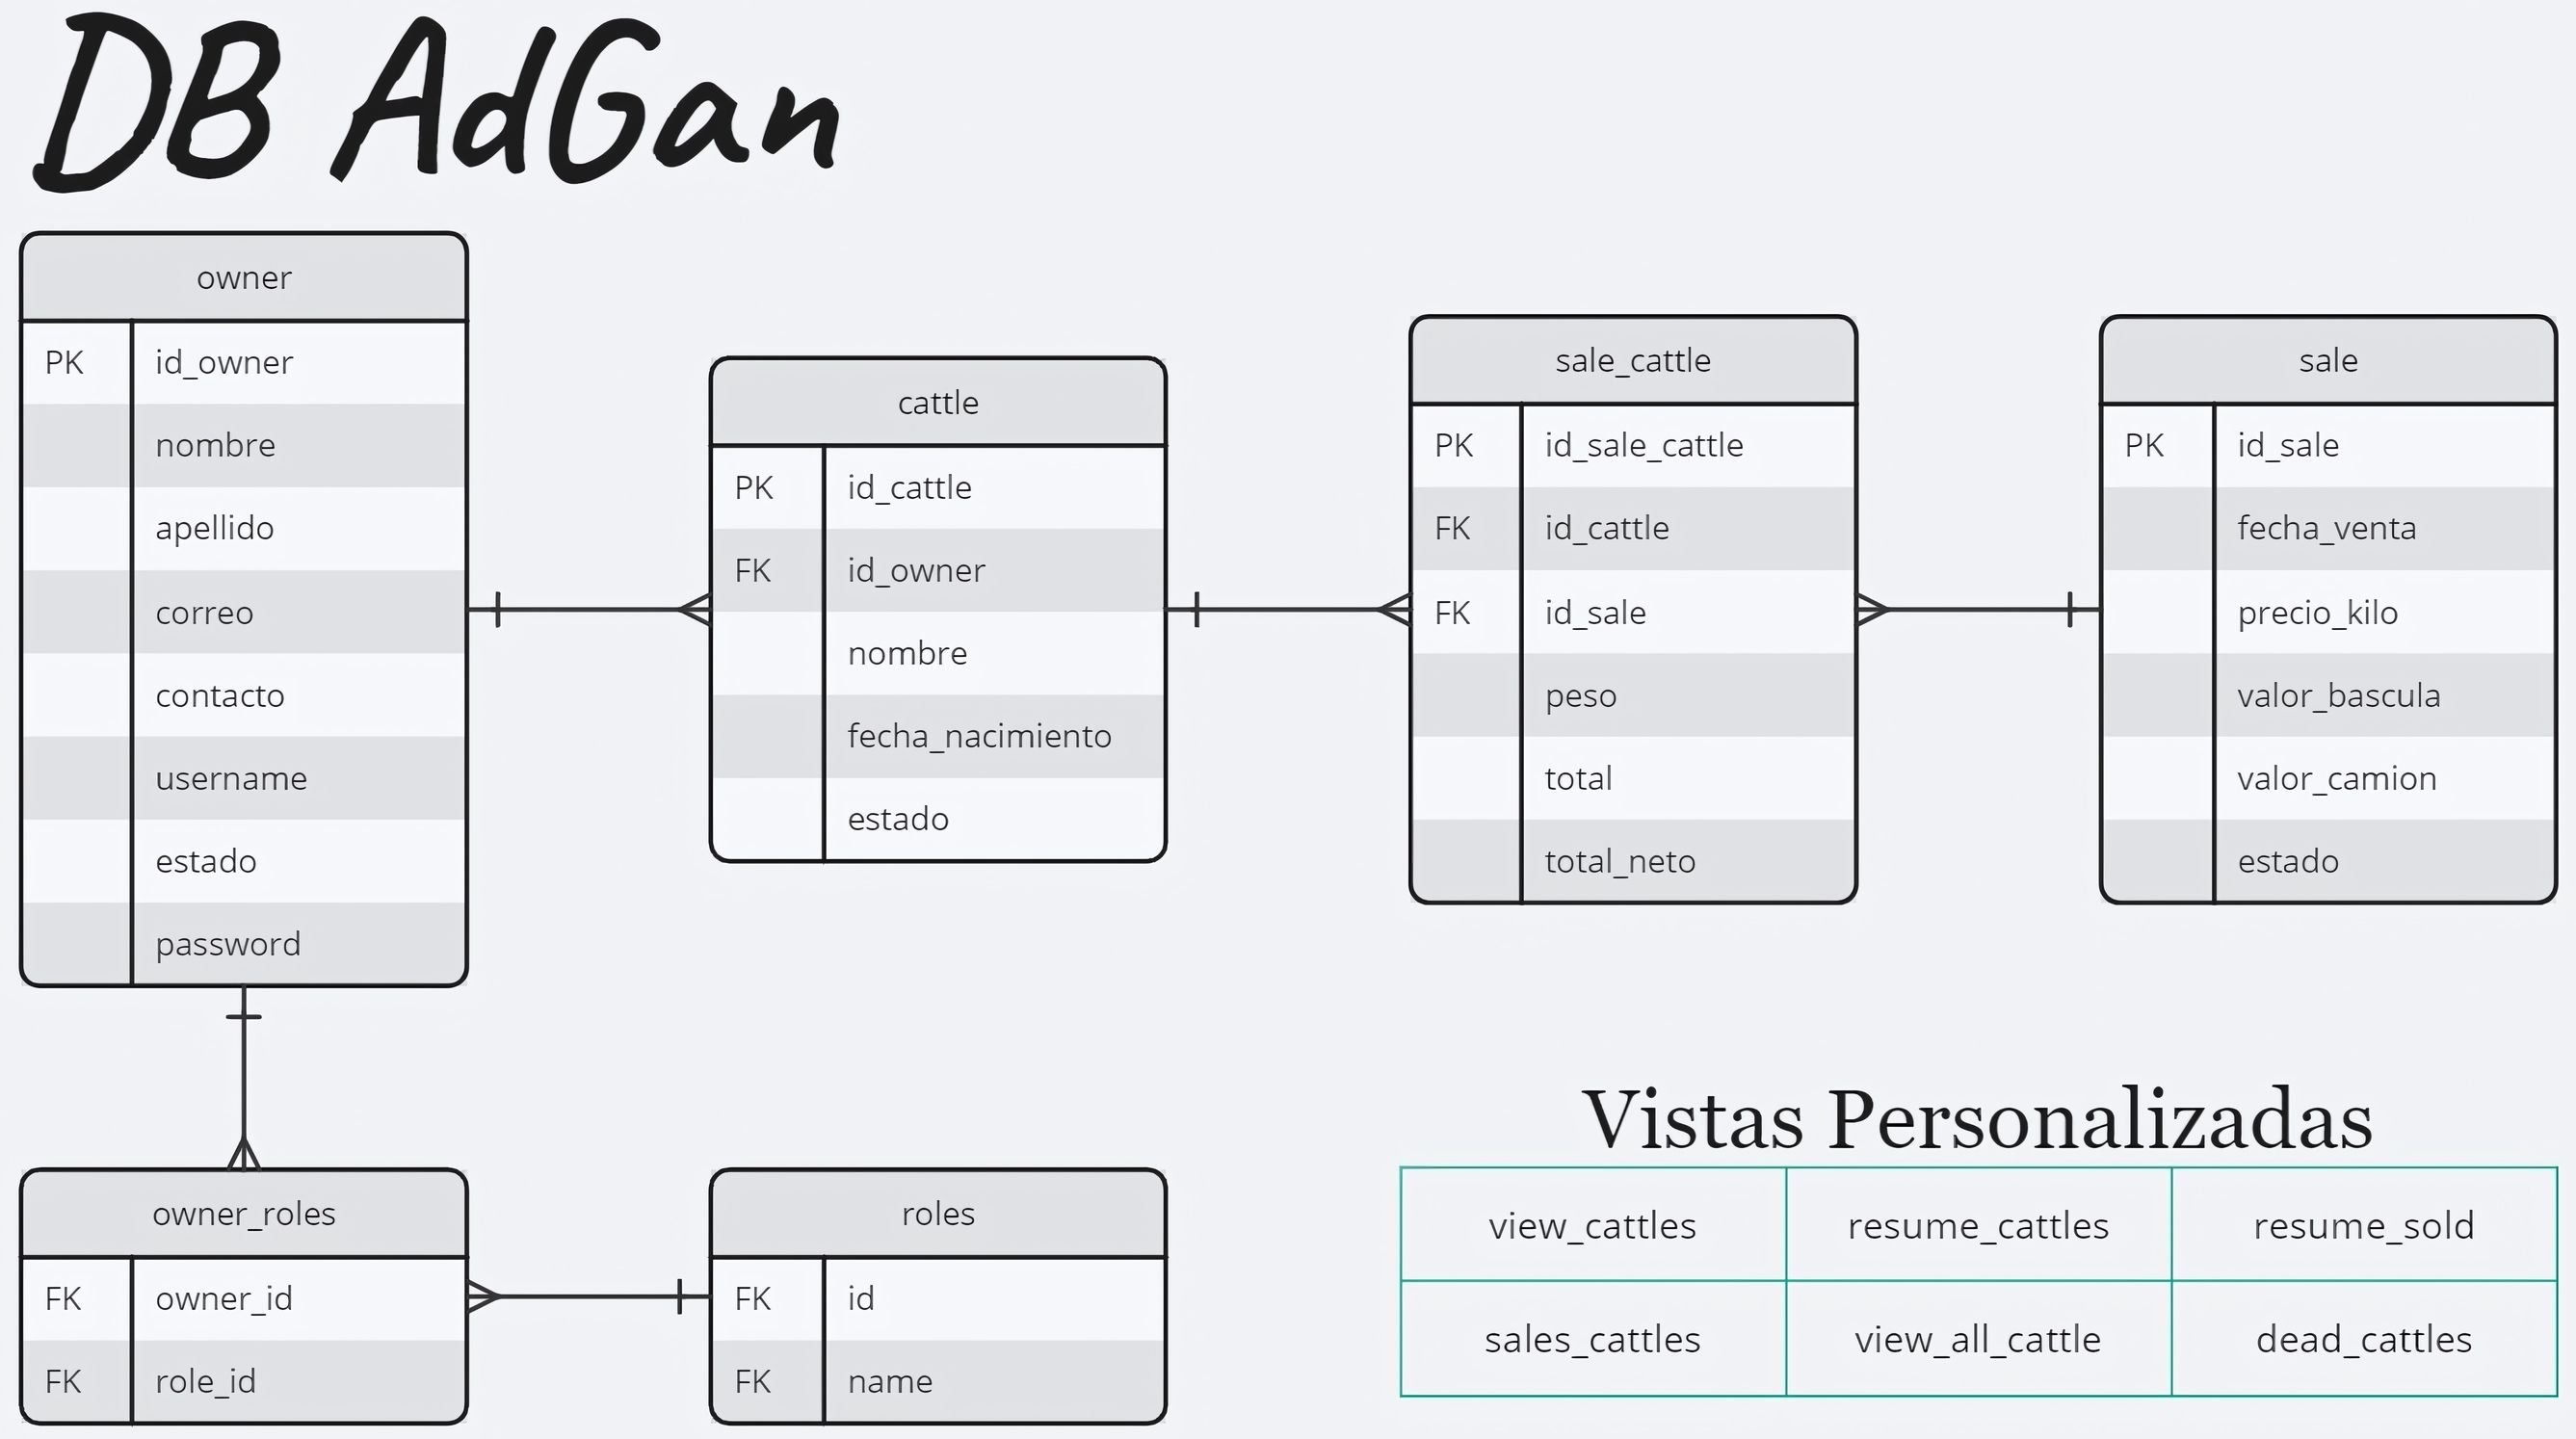 DB AdGan
owner
PK id_owner
nombre
apellido
correo
contacto
username
estado
password
cattle
PK id_cattle
FK id_owner
nombre
fecha_nacimiento
estado
sale_cattle
PK id_sale_cattle
FK id_cattle
FK id_sale
peso
total
total_neto
sale
PK id_sale
fecha_venta
precio_kilo
valor_bascula
valor_camion
estado
owner_roles
FK owner_id
FK role_id
roles
FK id
FK name
Vistas Personalizadas
view_cattles resume_cattles resume_sold
sales_cattles view_all_cattle dead_cattles